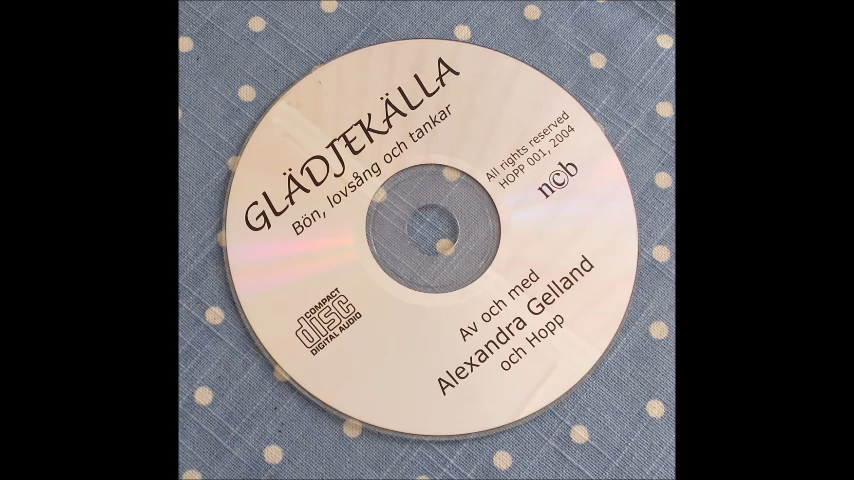 GLÄDJEKÄLLA
Bön, lovsång och tankar
All rights reserved
HOPP 001, 2004
n©b
COMPACT
disc
DIGITAL AUDIO
Av och med
Alexandra Gelland
och Hopp